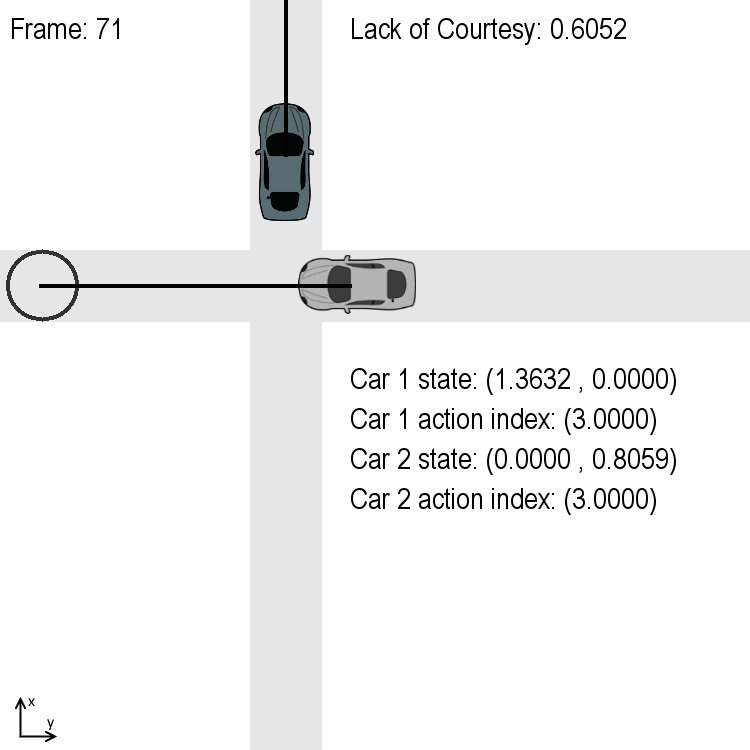 Frame: 71
Lack of Courtesy: 0.6052
Car 1 state: (1.3632 , 0.0000)
Car 1 action index: (3.0000)
Car 2 state: (0.0000 , 0.8059)
Car 2 action index: (3.0000)
x
y